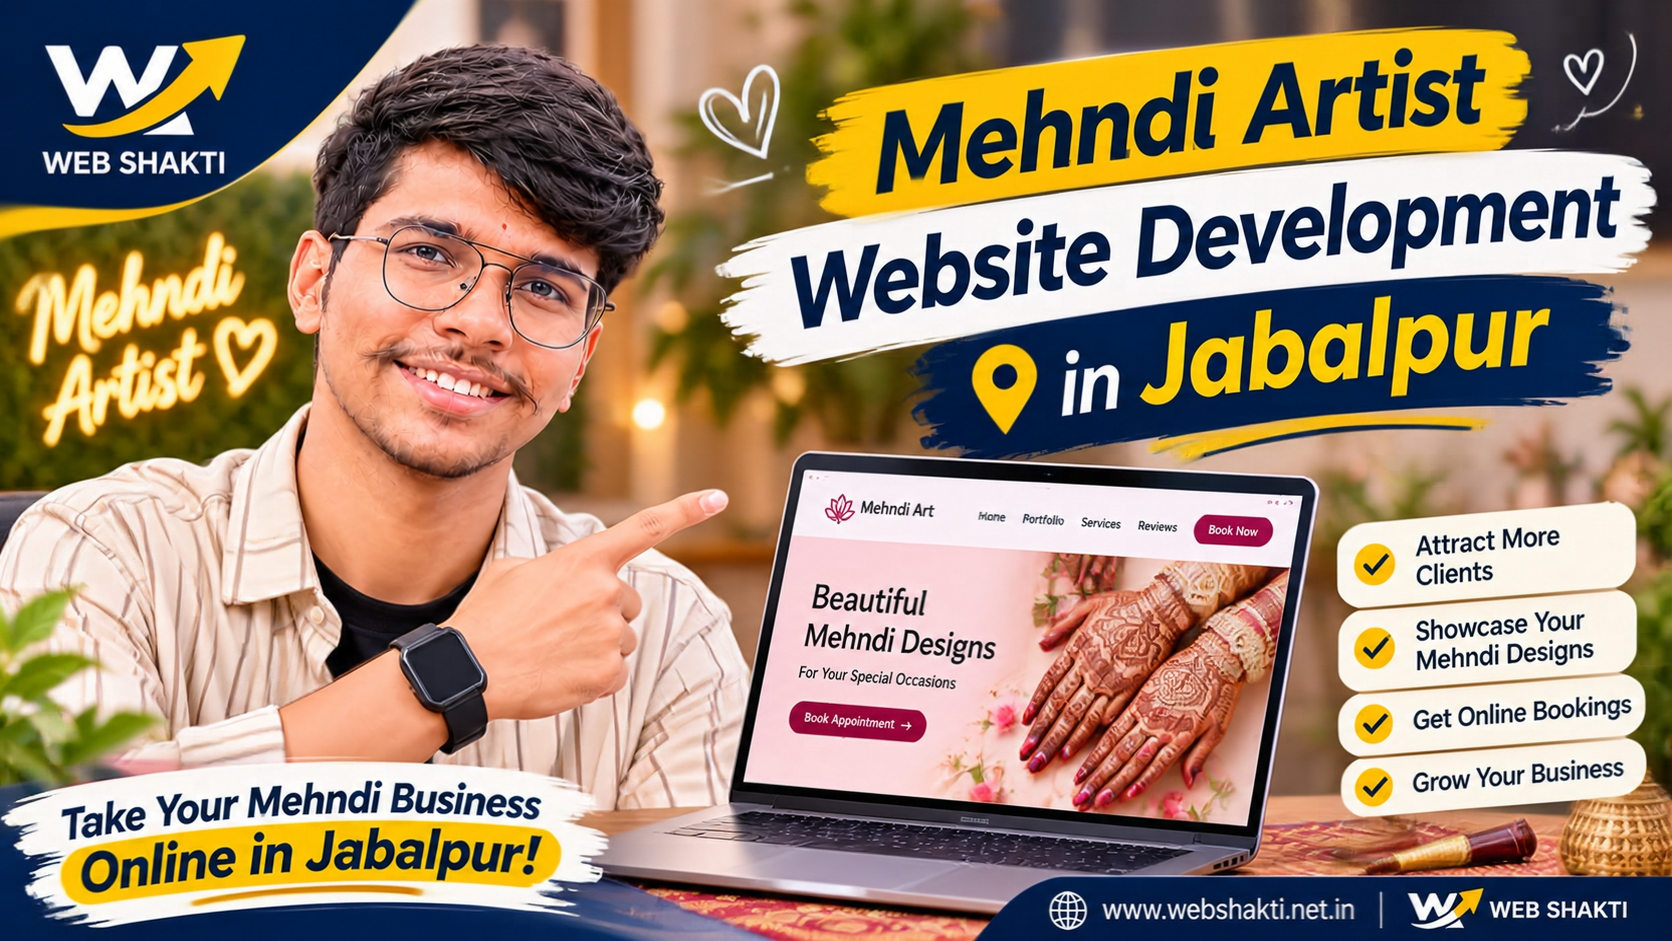 WEB SHAKTI
Mehndi
Artist
Mehndi Artist
Website Development
in Jabalpur
Mehndi Art
Home Portfolio Services Reviews Book Now
Beautiful
Mehndi Designs
For Your Special Occasions
Book Appointment →
Attract More
Clients
Showcase Your
Mehndi Designs
Get Online Bookings
Grow Your Business
Take Your Mehndi Business
Online in Jabalpur!
www.webshakti.net.in | WEB SHAKTI